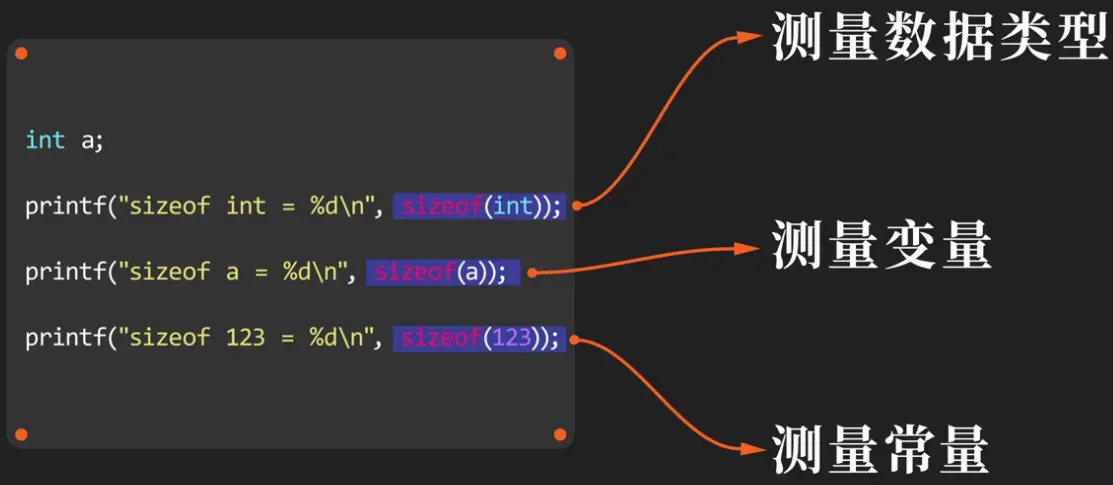 测量数据类型
int a;
printf("sizeof int = %d\n", sizeof(int));
测量变量
printf("sizeof a = %d\n", sizeof(a));
printf("sizeof 123 = %d\n", sizeof(123));
测量常量